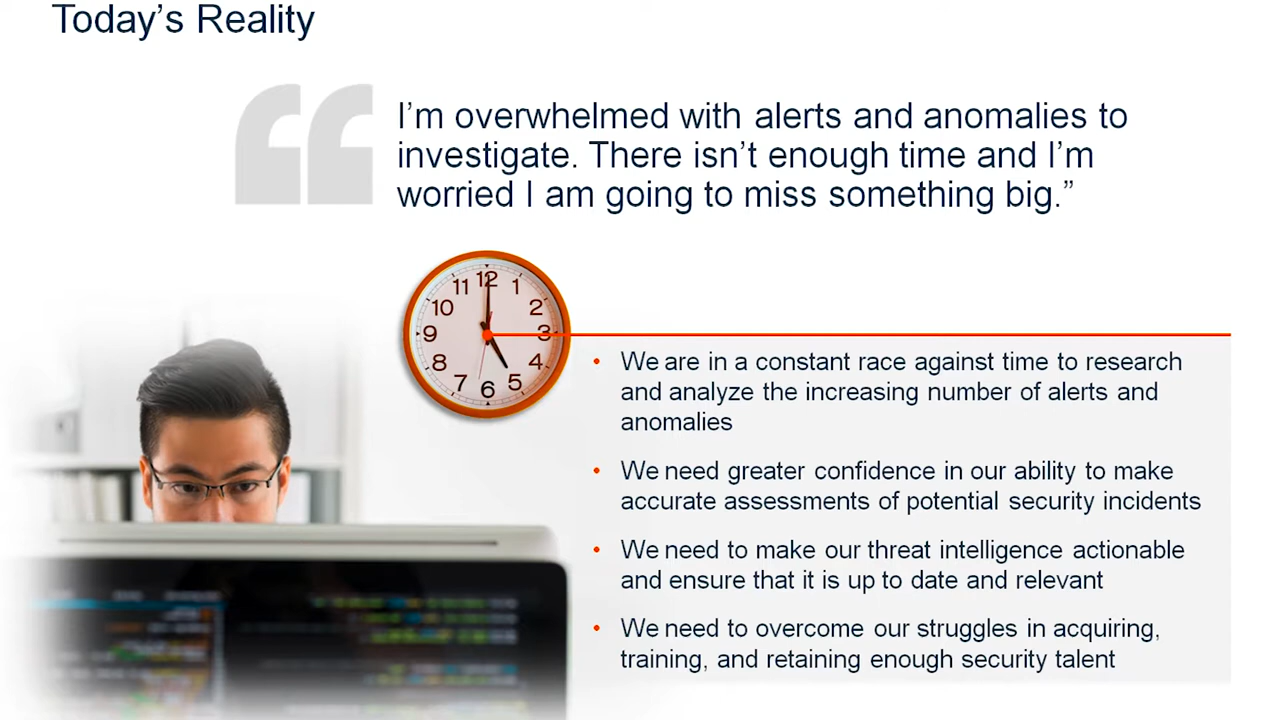 Today’s Reality
“
I’m overwhelmed with alerts and anomalies to
investigate. There isn’t enough time and I’m
worried I am going to miss something big.”
12
11 1
10 2
9 3
8 4
7 5
6
• We are in a constant race against time to research
and analyze the increasing number of alerts and
anomalies
• We need greater confidence in our ability to make
accurate assessments of potential security incidents
• We need to make our threat intelligence actionable
and ensure that it is up to date and relevant
• We need to overcome our struggles in acquiring,
training, and retaining enough security talent